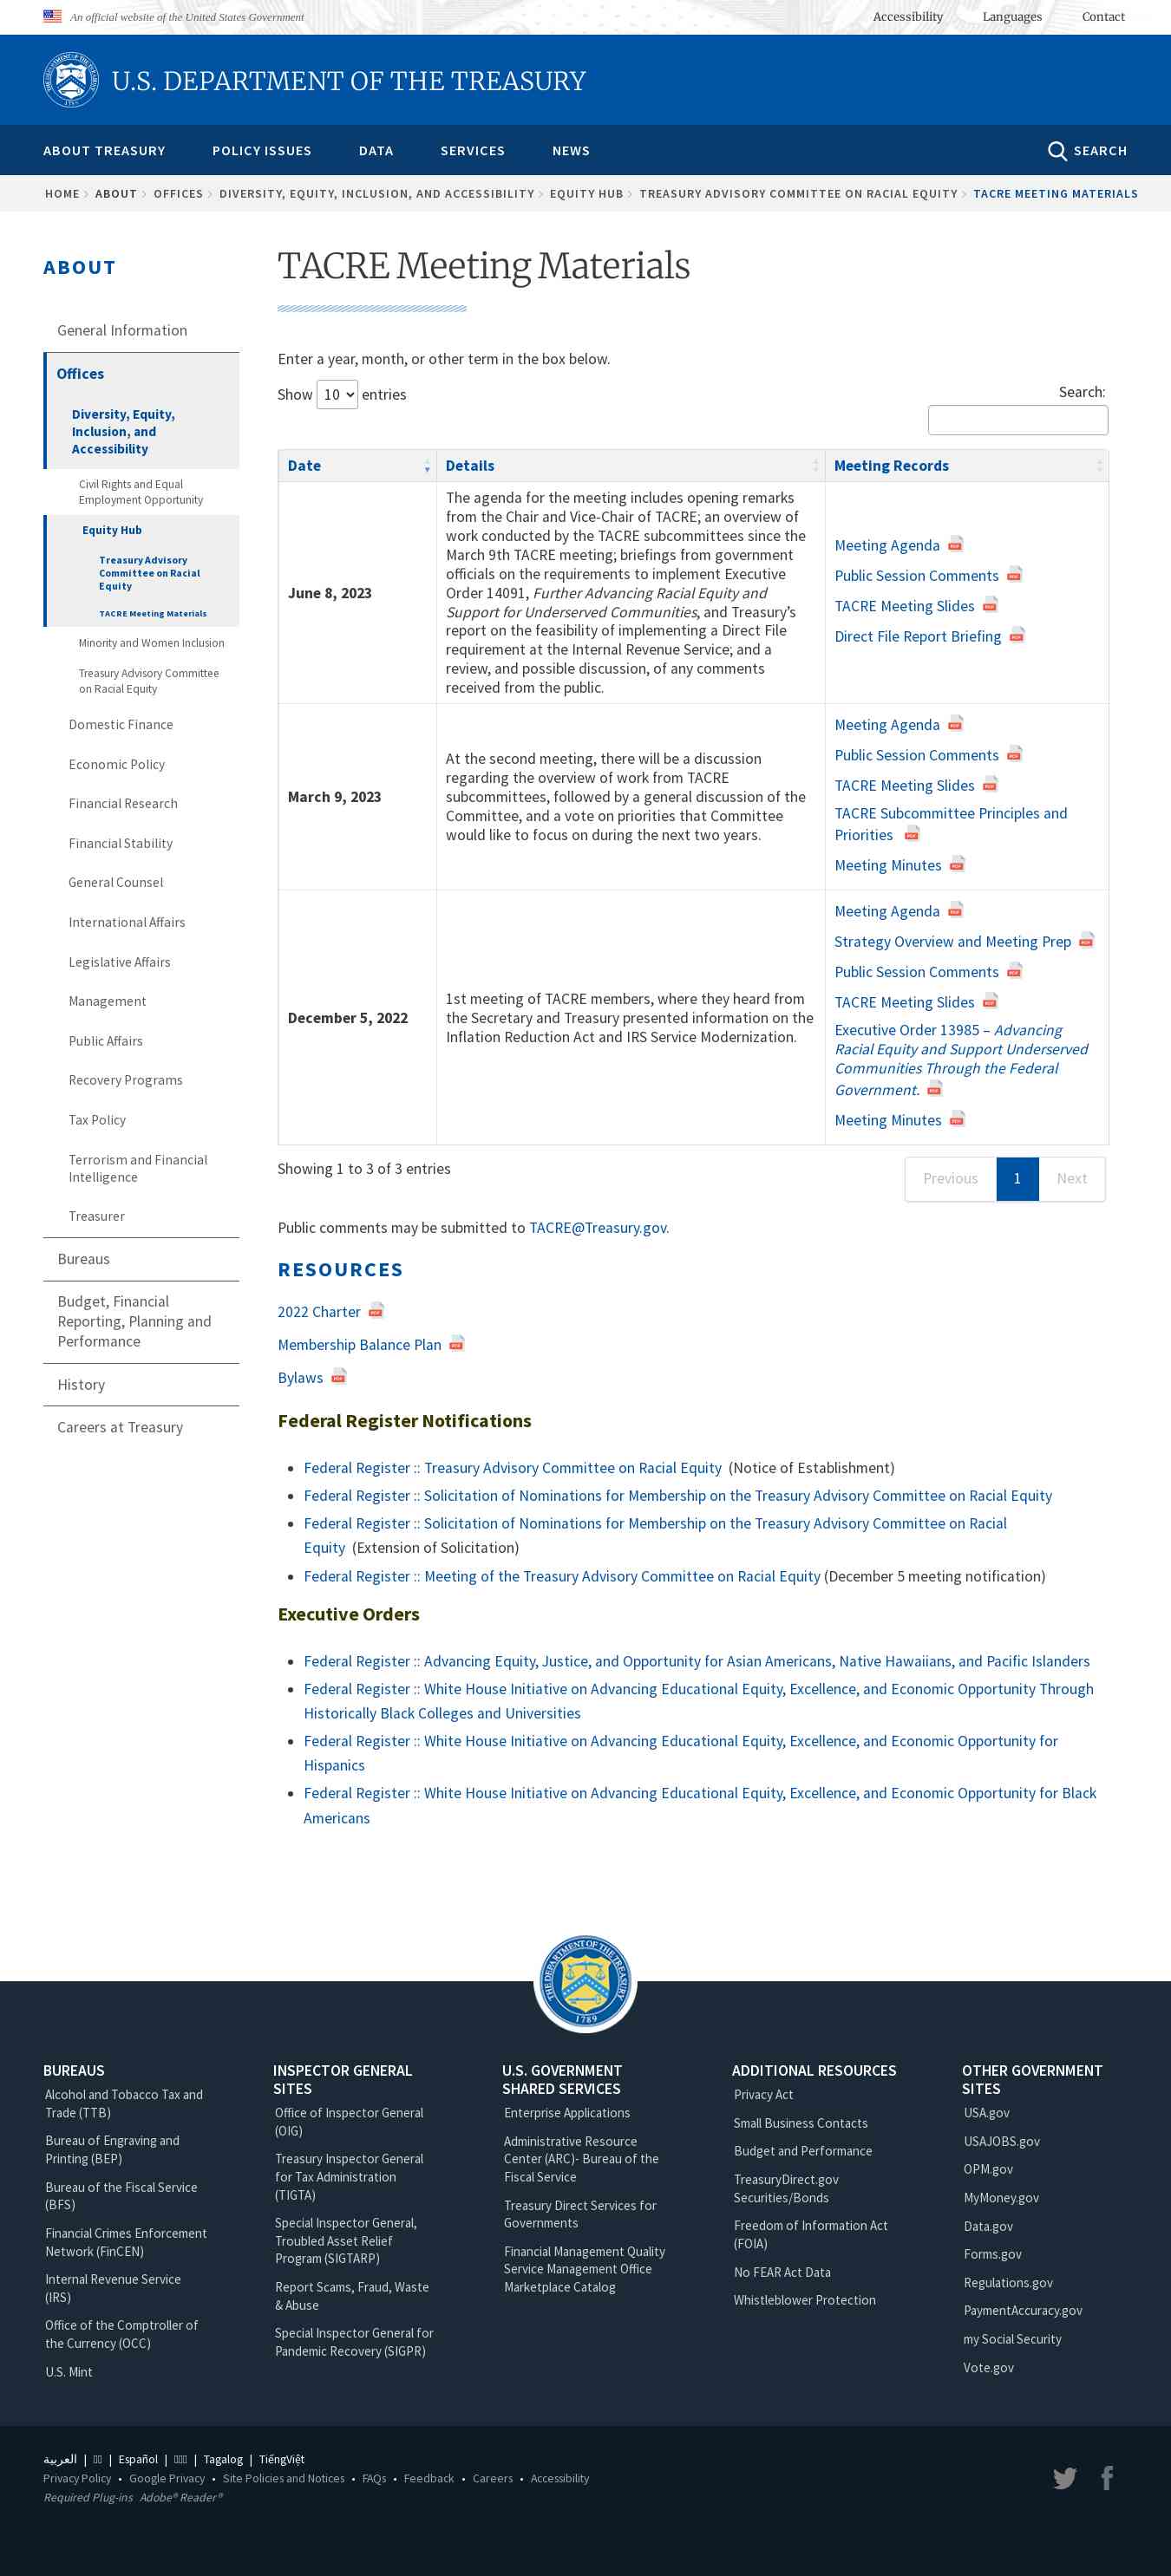 An official website of the United States Government
Accessibility
Languages
Contact
U.S. DEPARTMENT OF THE TREASURY
ABOUT TREASURY
POLICY ISSUES
DATA
SERVICES
NEWS
SEARCH
HOME > ABOUT > OFFICES > DIVERSITY, EQUITY, INCLUSION, AND ACCESSIBILITY > EQUITY HUB > TREASURY ADVISORY COMMITTEE ON RACIAL EQUITY > TACRE MEETING MATERIALS
ABOUT
General Information
Offices
Diversity, Equity,
Inclusion, and
Accessibility
Civil Rights and Equal
Employment Opportunity
Equity Hub
Treasury Advisory
Committee on Racial
Equity
TACRE Meeting Materials
Minority and Women Inclusion
Treasury Advisory Committee
on Racial Equity
Domestic Finance
Economic Policy
Financial Research
Financial Stability
General Counsel
International Affairs
Legislative Affairs
Management
Public Affairs
Recovery Programs
Tax Policy
Terrorism and Financial
Intelligence
Treasurer
Bureaus
Budget, Financial
Reporting, Planning and
Performance
History
Careers at Treasury
TACRE Meeting Materials
Enter a year, month, or other term in the box below.
Show 10 entries
Search:
Date
Details
Meeting Records
June 8, 2023
The agenda for the meeting includes opening remarks
from the Chair and Vice-Chair of TACRE; an overview of
work conducted by the TACRE subcommittees since the
March 9th TACRE meeting; briefings from government
officials on the requirements to implement Executive
Order 14091, Further Advancing Racial Equity and
Support for Underserved Communities, and Treasury's
report on the feasibility of implementing a Direct File
requirement at the Internal Revenue Service; and a
review, and possible discussion, of any comments
received from the public.
Meeting Agenda
Public Session Comments
TACRE Meeting Slides
Direct File Report Briefing
March 9, 2023
At the second meeting, there will be a discussion
regarding the overview of work from TACRE
subcommittees, followed by a general discussion of the
Committee, and a vote on priorities that Committee
would like to focus on during the next two years.
Meeting Agenda
Public Session Comments
TACRE Meeting Slides
TACRE Subcommittee Principles and
Priorities
Meeting Minutes
December 5, 2022
1st meeting of TACRE members, where they heard from
the Secretary and Treasury presented information on the
Inflation Reduction Act and IRS Service Modernization.
Meeting Agenda
Strategy Overview and Meeting Prep
Public Session Comments
TACRE Meeting Slides
Executive Order 13985 – Advancing
Racial Equity and Support Underserved
Communities Through the Federal
Government.
Meeting Minutes
Showing 1 to 3 of 3 entries
Previous 1 Next
Public comments may be submitted to TACRE@Treasury.gov.
RESOURCES
2022 Charter
Membership Balance Plan
Bylaws
Federal Register Notifications
Federal Register :: Treasury Advisory Committee on Racial Equity (Notice of Establishment)
Federal Register :: Solicitation of Nominations for Membership on the Treasury Advisory Committee on Racial Equity
Federal Register :: Solicitation of Nominations for Membership on the Treasury Advisory Committee on Racial
Equity (Extension of Solicitation)
Federal Register :: Meeting of the Treasury Advisory Committee on Racial Equity (December 5 meeting notification)
Executive Orders
Federal Register :: Advancing Equity, Justice, and Opportunity for Asian Americans, Native Hawaiians, and Pacific Islanders
Federal Register :: White House Initiative on Advancing Educational Equity, Excellence, and Economic Opportunity Through
Historically Black Colleges and Universities
Federal Register :: White House Initiative on Advancing Educational Equity, Excellence, and Economic Opportunity for
Hispanics
Federal Register :: White House Initiative on Advancing Educational Equity, Excellence, and Economic Opportunity for Black
Americans
THE DEPARTMENT OF THE TREASURY
1789
BUREAUS
Alcohol and Tobacco Tax and
Trade (TTB)
Bureau of Engraving and
Printing (BEP)
Bureau of the Fiscal Service
(BFS)
Financial Crimes Enforcement
Network (FinCEN)
Internal Revenue Service
(IRS)
Office of the Comptroller of
the Currency (OCC)
U.S. Mint
INSPECTOR GENERAL
SITES
Office of Inspector General
(OIG)
Treasury Inspector General
for Tax Administration
(TIGTA)
Special Inspector General,
Troubled Asset Relief
Program (SIGTARP)
Report Scams, Fraud, Waste
& Abuse
Special Inspector General for
Pandemic Recovery (SIGPR)
U.S. GOVERNMENT
SHARED SERVICES
Enterprise Applications
Administrative Resource
Center (ARC)- Bureau of the
Fiscal Service
Treasury Direct Services for
Governments
Financial Management Quality
Service Management Office
Marketplace Catalog
ADDITIONAL RESOURCES
Privacy Act
Small Business Contacts
Budget and Performance
TreasuryDirect.gov
Securities/Bonds
Freedom of Information Act
(FOIA)
No FEAR Act Data
Whistleblower Protection
OTHER GOVERNMENT
SITES
USA.gov
USAJOBS.gov
OPM.gov
MyMoney.gov
Data.gov
Forms.gov
Regulations.gov
PaymentAccuracy.gov
my Social Security
Vote.gov
العربية | | Español | | Tagalog | TiếngViệt
Privacy Policy • Google Privacy • Site Policies and Notices • FAQs • Feedback • Careers • Accessibility
Required Plug-ins Adobe® Reader®